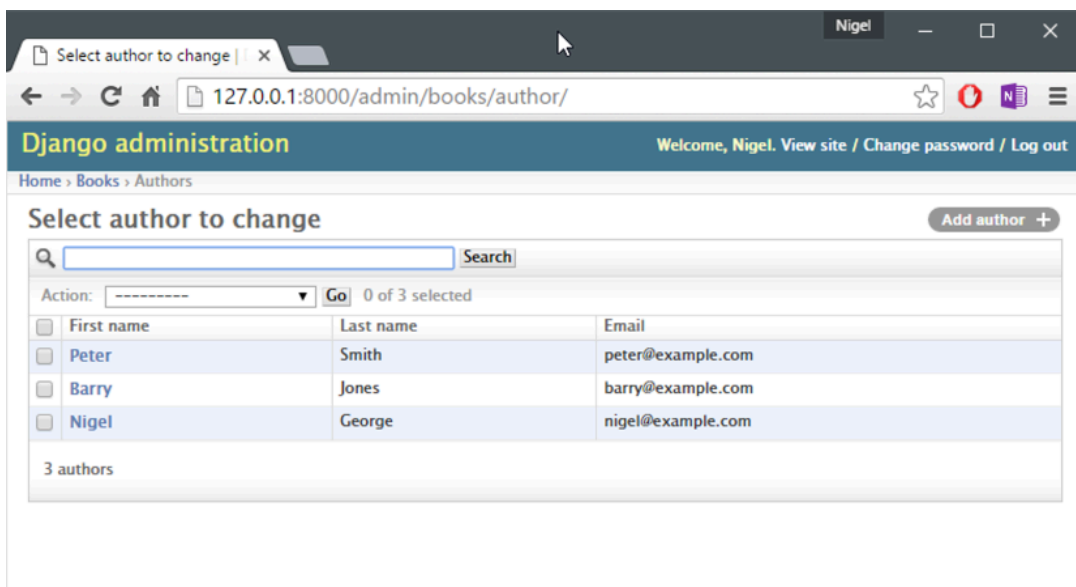 Nigel
Select author to change |
127.0.0.1:8000/admin/books/author/
Django administration
Welcome, Nigel. View site / Change password / Log out
Home › Books › Authors
Select author to change
Add author +
Search
Action: --------- Go 0 of 3 selected
First name Last name Email
Peter Smith peter@example.com
Barry Jones barry@example.com
Nigel George nigel@example.com
3 authors